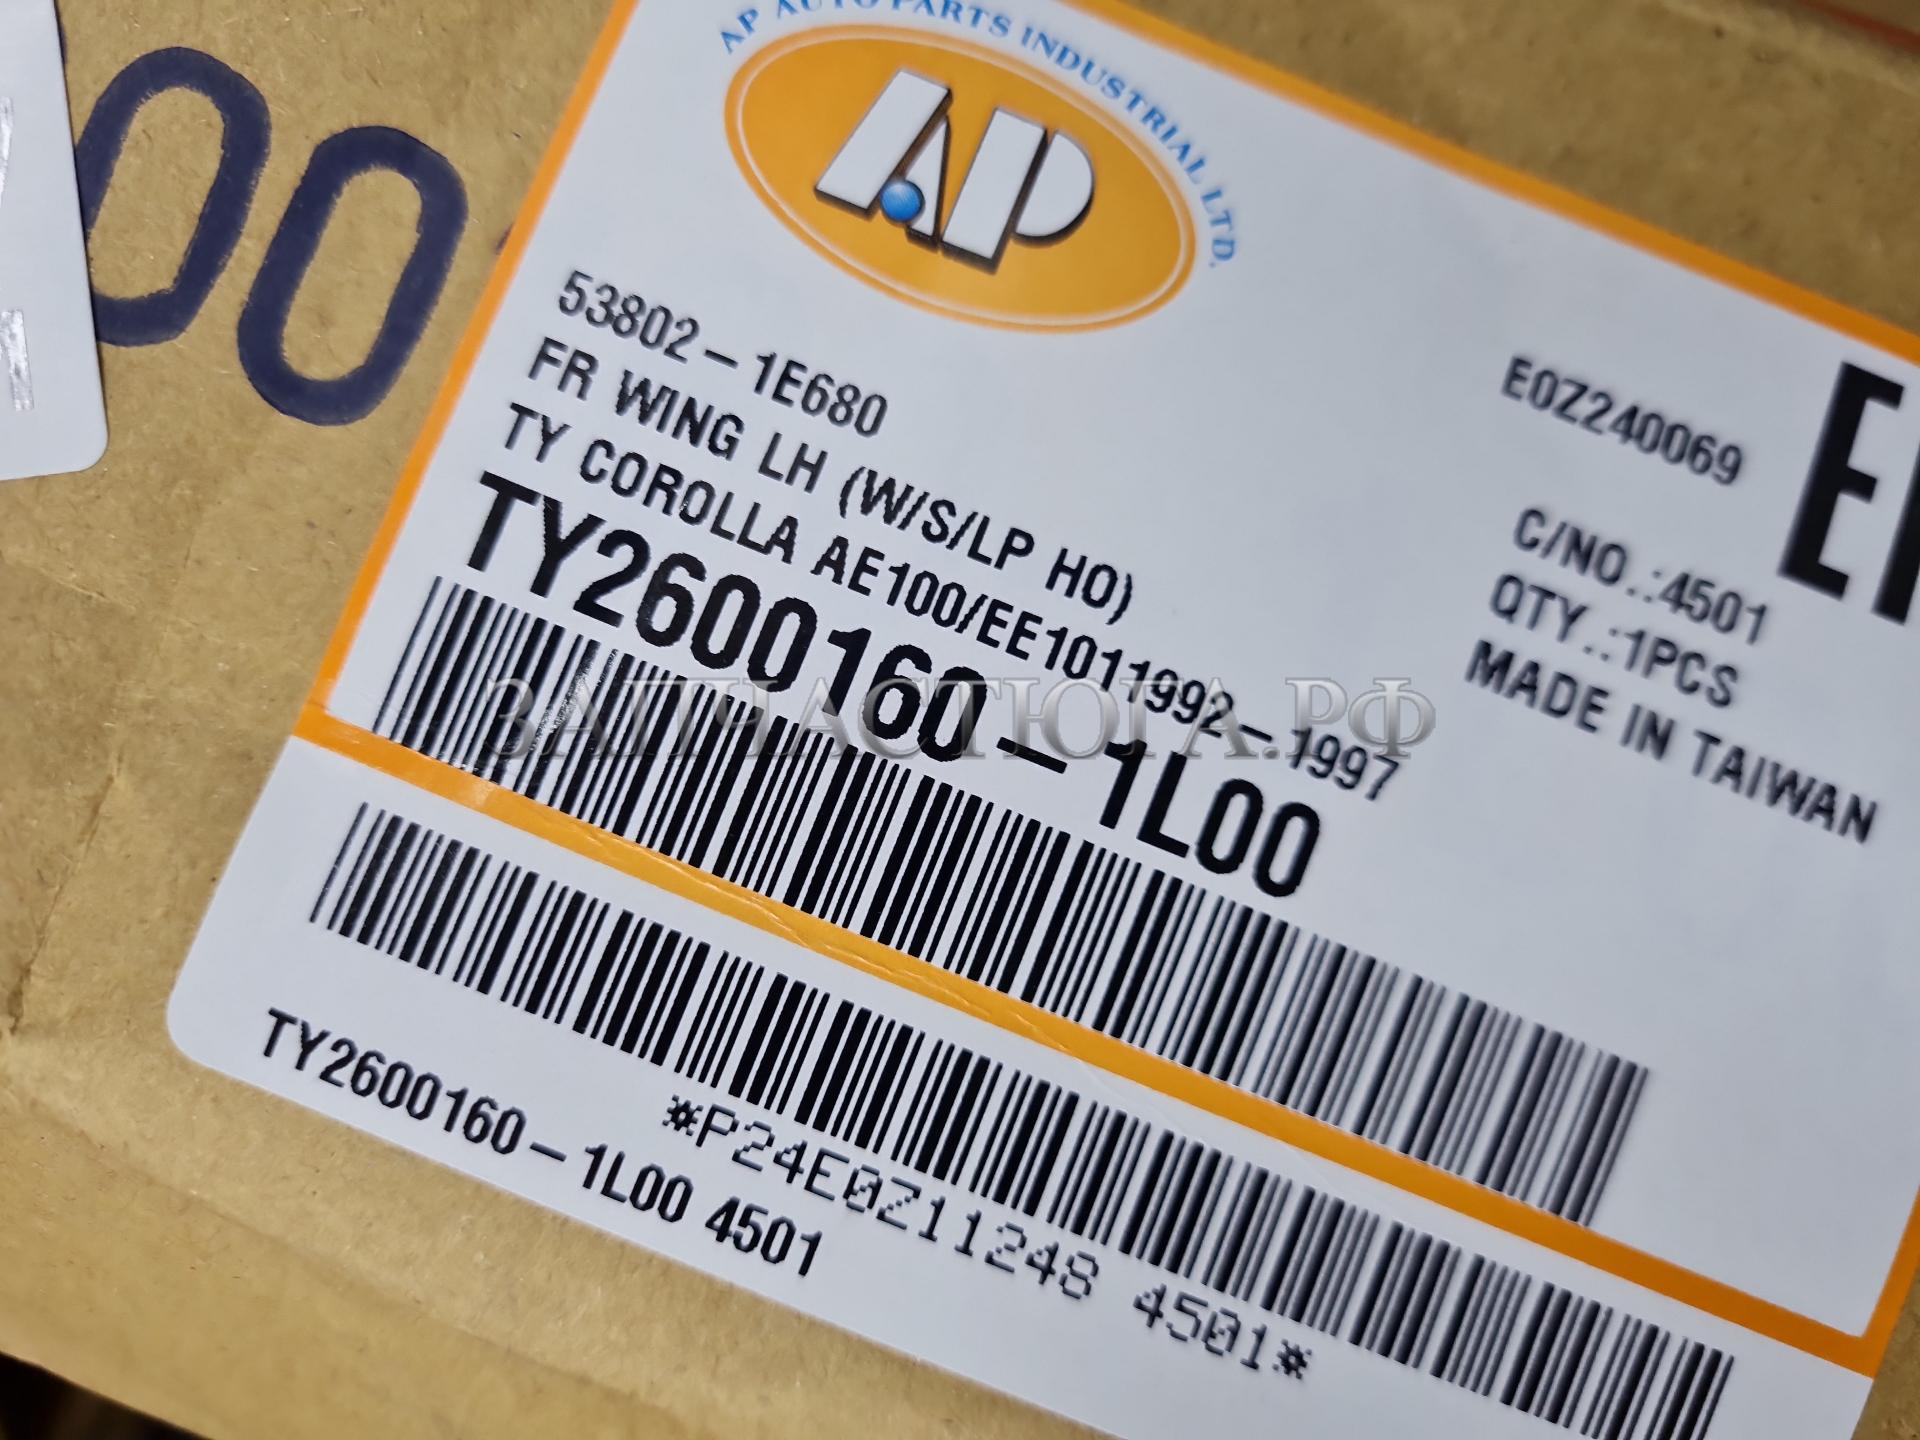 00
AP AUTO PARTS INDUSTRIAL LTD.
AP
53802-1E680
FR WING LH (W/S/LP HO)
TY COROLLA AE100/EE1011992-1997
TY2600160-1L00
E0Z240069
C/NO.:4501
QTY.:1PCS
MADE IN TAIWAN
ЗАПЧАСТЮГА.РФ
*P24E0Z11248 4501*
TY2600160-1L00 4501